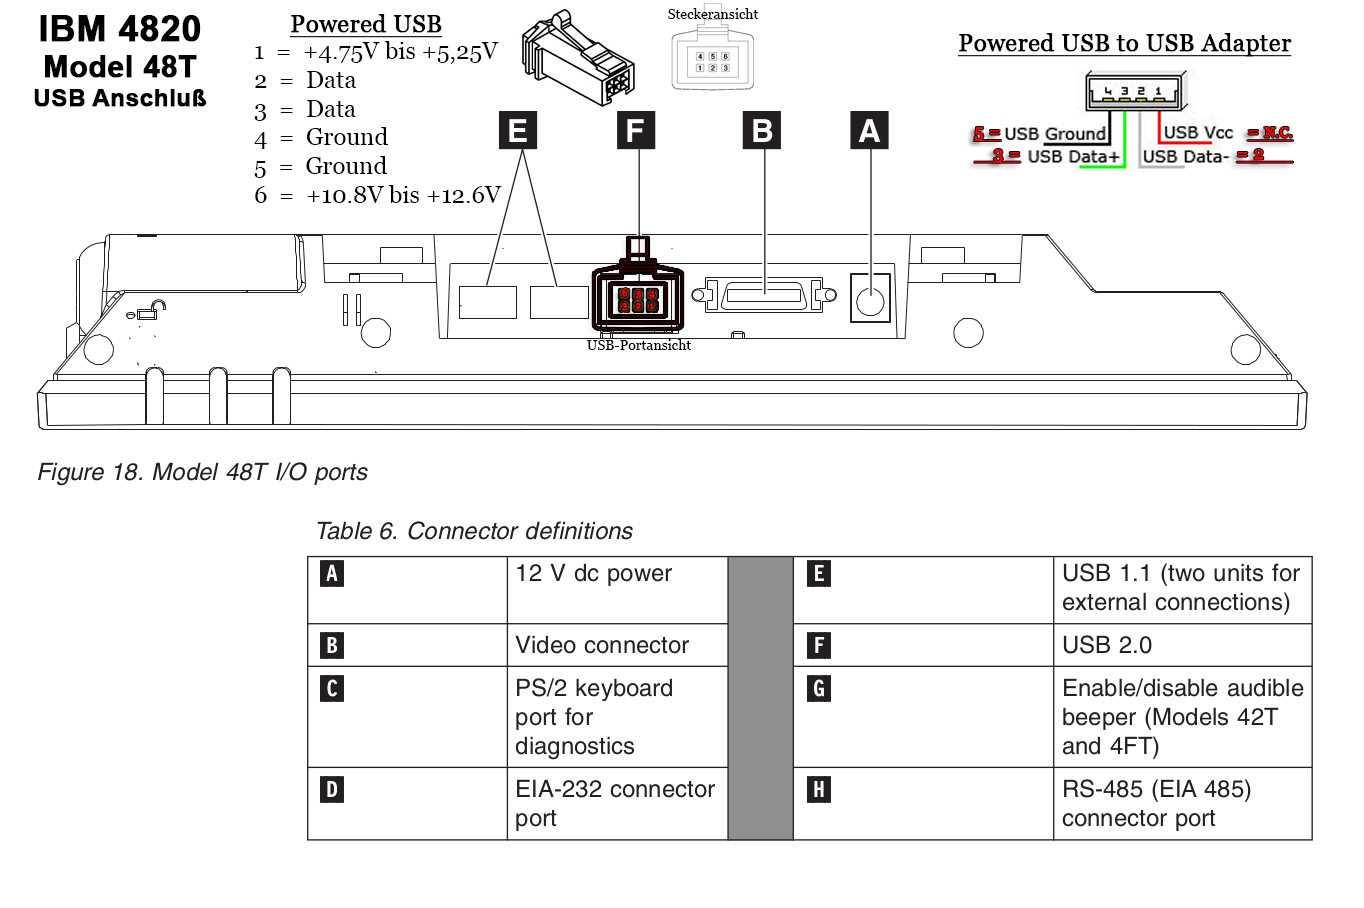 IBM 4820
Model 48T
USB Anschluß
Powered USB
1 = +4.75V bis +5,25V
2 = Data
3 = Data
4 = Ground
5 = Ground
6 = +10.8V bis +12.6V
Steckeransicht
4 5 6
1 2 3
Powered USB to USB Adapter
4 3 2 1
5 = USB Ground
USB Vcc = N.C.
3 = USB Data+
USB Data- = 2
E
F
B
A
6 5 4
3 2 1
USB-Portansicht
Figure 18. Model 48T I/O ports
Table 6. Connector definitions
A 12 V dc power E USB 1.1 (two units for
external connections)
B Video connector F USB 2.0
C PS/2 keyboard G Enable/disable audible
port for beeper (Models 42T
diagnostics and 4FT)
D EIA-232 connector H RS-485 (EIA 485)
port connector port